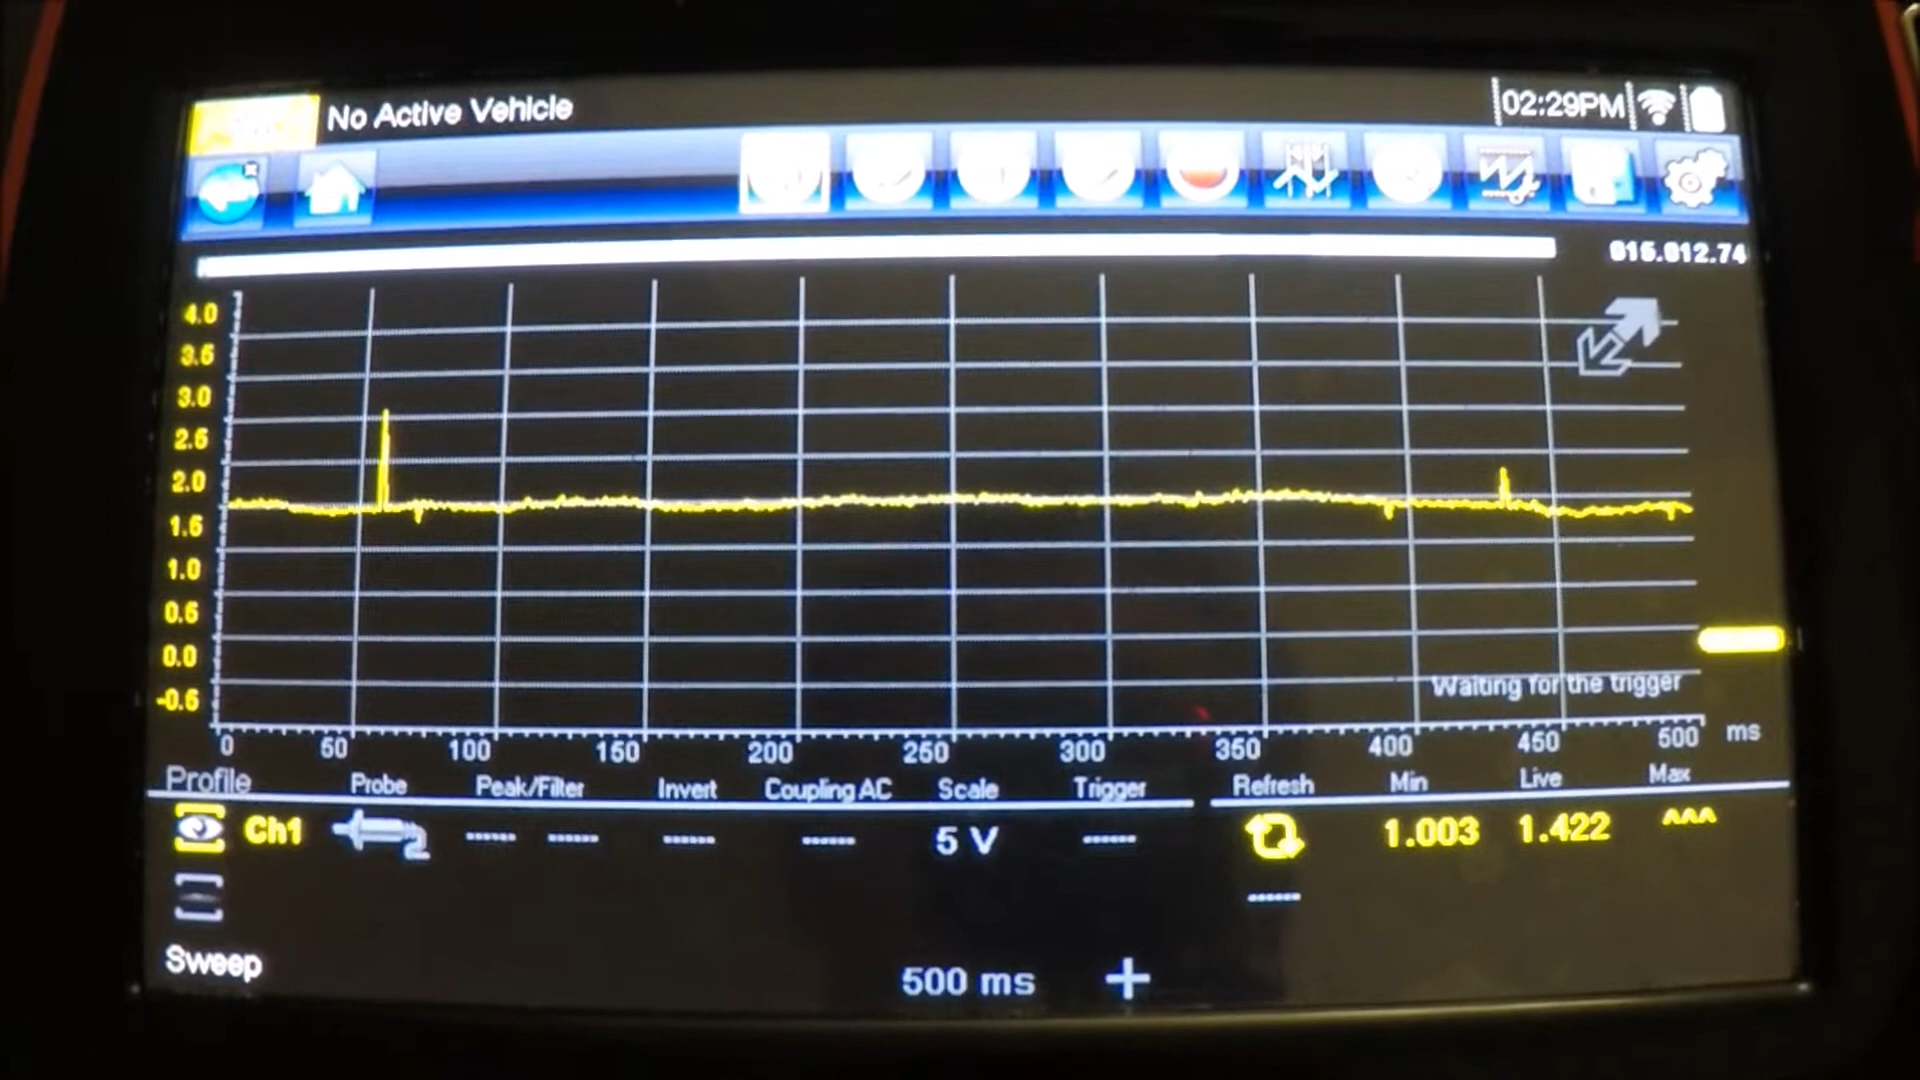 No Active Vehicle
02:29PM
4.0
3.5
3.0
2.5
2.0
1.5
1.0
0.5
0.0
-0.5
Waiting for the trigger
0 50 100 150 200 250 300 350 400 450 500 ms
Profile Probe Peak/Filter Invert Coupling AC Scale Trigger Refresh Min Live Max
Ch1 ----- ----- ----- ----- 5 V ----- 1.003 1.422 ^^^
-----
Sweep 500 ms +